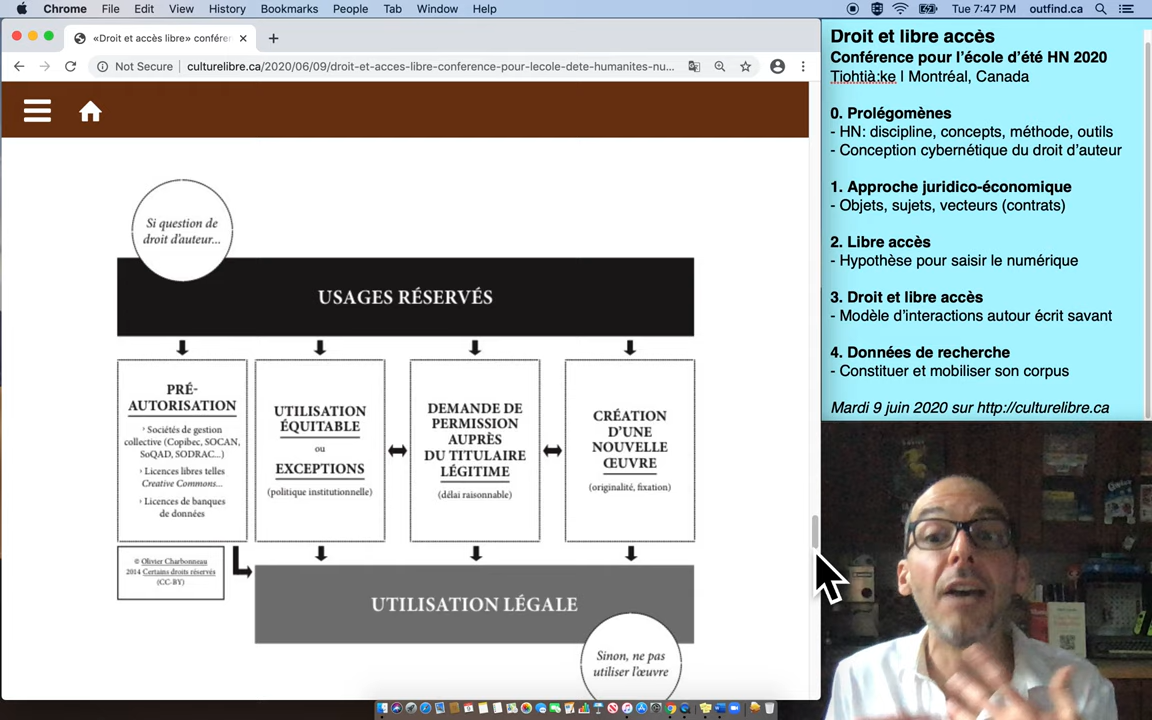 Chrome File Edit View History Bookmarks People Tab Window Help
Tue 7:47 PM outfind.ca
«Droit et accès libre» conférer
Not Secure culturelibre.ca/2020/06/09/droit-et-acces-libre-conference-pour-lecole-dete-humanites-nu...
Si question de
droit d'auteur...
USAGES RÉSERVÉS
PRÉ-
AUTORISATION
› Sociétés de gestion
collective (Copibec, SOCAN,
SoQAD, SODRAC...)
› Licences libres telles
Creative Commons...
› Licences de banques
de données
UTILISATION
ÉQUITABLE
ou
EXCEPTIONS
(politique institutionnelle)
DEMANDE DE
PERMISSION
AUPRÈS
DU TITULAIRE
LÉGITIME
(délai raisonnable)
CRÉATION
D'UNE
NOUVELLE
ŒUVRE
(originalité, fixation)
© Olivier Charbonneau
2014 Certains droits réservés
(CC-BY)
UTILISATION LÉGALE
Sinon, ne pas
utiliser l'œuvre
Droit et libre accès
Conférence pour l'école d'été HN 2020
Tiohtià:ke I Montréal, Canada
0. Prolégomènes
- HN: discipline, concepts, méthode, outils
- Conception cybernétique du droit d'auteur
1. Approche juridico-économique
- Objets, sujets, vecteurs (contrats)
2. Libre accès
- Hypothèse pour saisir le numérique
3. Droit et libre accès
- Modèle d'interactions autour écrit savant
4. Données de recherche
- Constituer et mobiliser son corpus
Mardi 9 juin 2020 sur http://culturelibre.ca